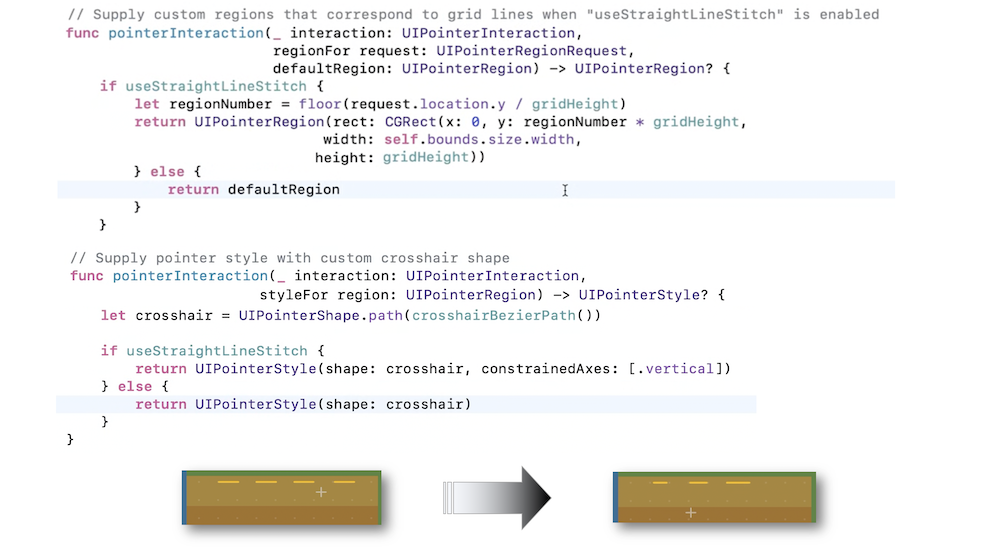 // Supply custom regions that correspond to grid lines when "useStraightLineStitch" is enabled
func pointerInteraction(_ interaction: UIPointerInteraction,
regionFor request: UIPointerRegionRequest,
defaultRegion: UIPointerRegion) -> UIPointerRegion? {
if useStraightLineStitch {
let regionNumber = floor(request.location.y / gridHeight)
return UIPointerRegion(rect: CGRect(x: 0, y: regionNumber * gridHeight,
width: self.bounds.size.width,
height: gridHeight))
} else {
return defaultRegion
}
}
// Supply pointer style with custom crosshair shape
func pointerInteraction(_ interaction: UIPointerInteraction,
styleFor region: UIPointerRegion) -> UIPointerStyle? {
let crosshair = UIPointerShape.path(crosshairBezierPath())
if useStraightLineStitch {
return UIPointerStyle(shape: crosshair, constrainedAxes: [.vertical])
} else {
return UIPointerStyle(shape: crosshair)
}
}